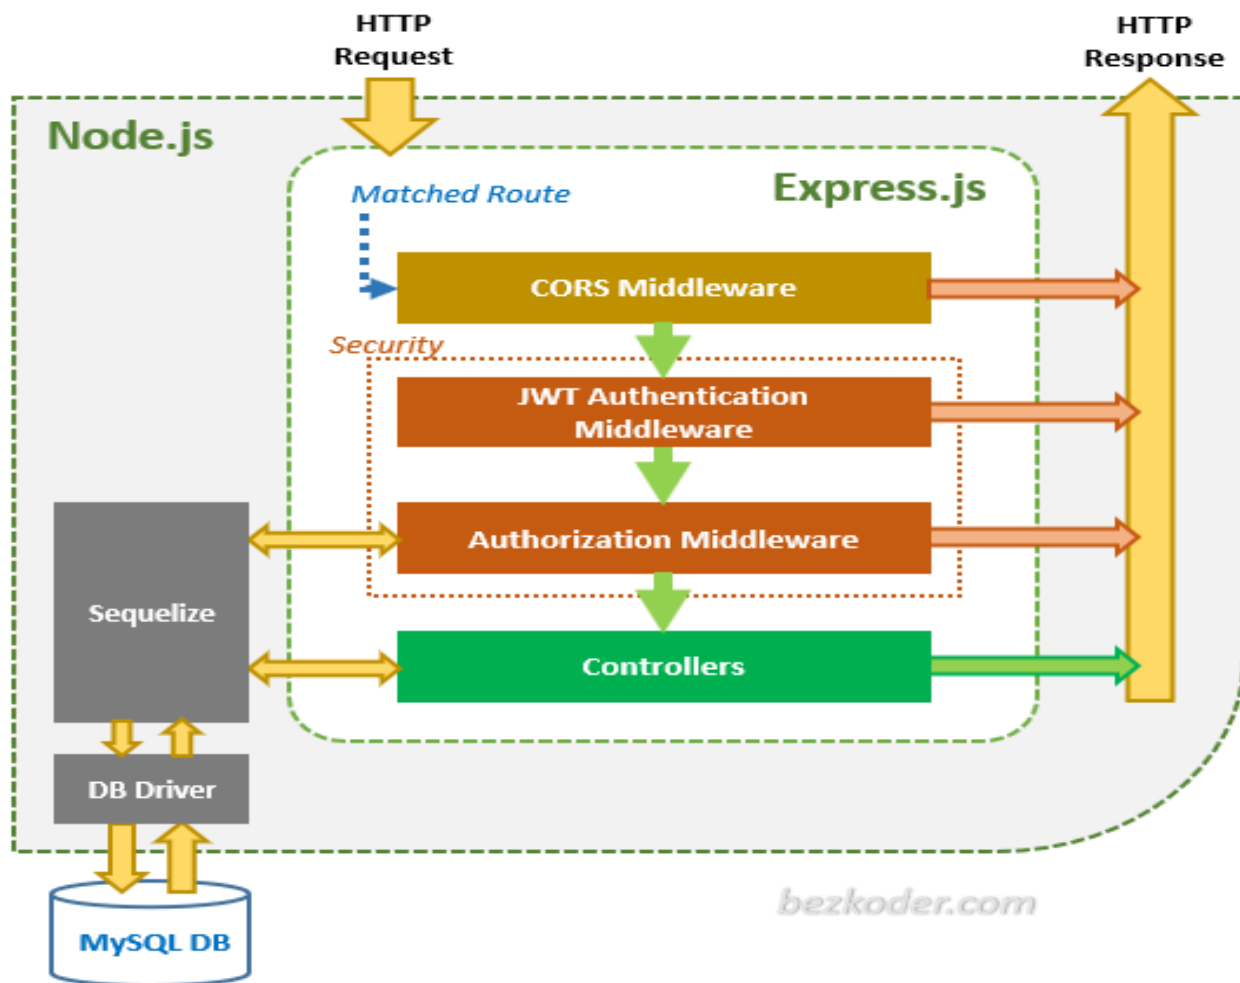 HTTP
Request
HTTP
Response
Node.js
Express.js
Matched Route
CORS Middleware
Security
JWT Authentication
Middleware
Authorization Middleware
Sequelize
Controllers
DB Driver
MySQL DB
bezkoder.com